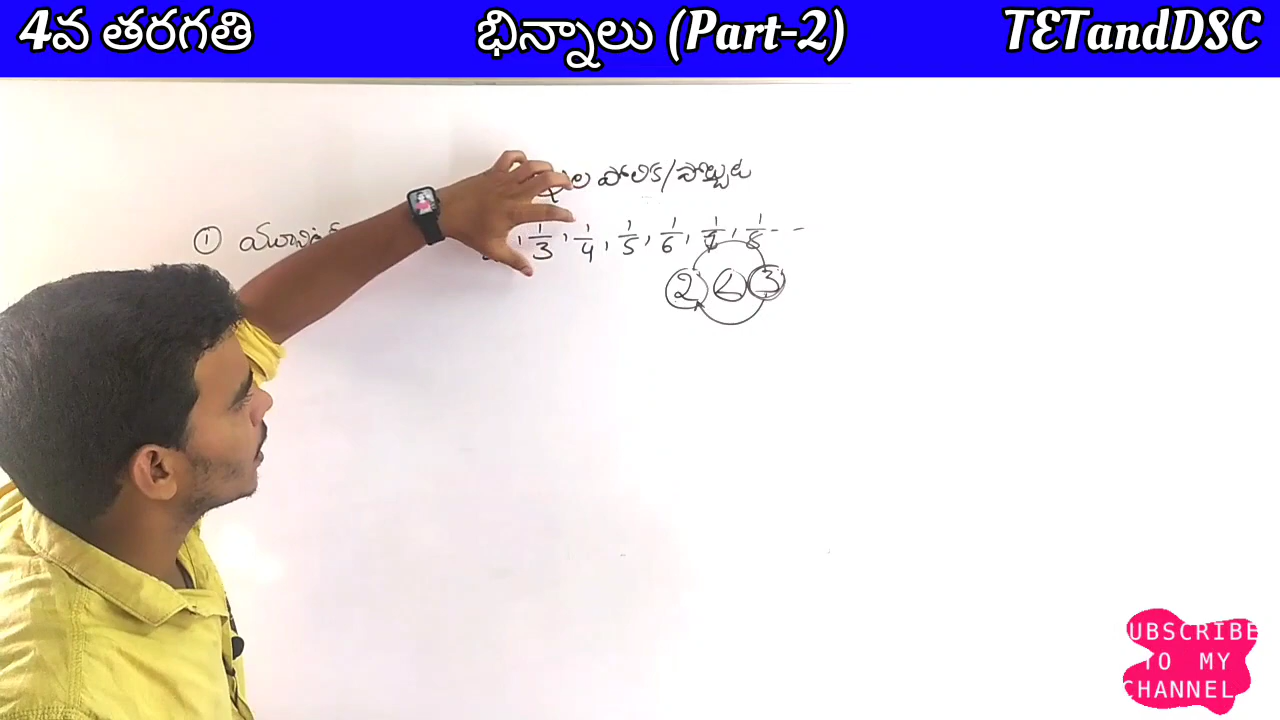 4వ తరగతి భిన్నాలు (Part-2) TETandDSC
పోలిక/పోల్చుట
① , 1/3, 1/4, 1/5, 1/6, 1/7, 1/8 - -
2 < 3
SUBSCRIBE
TO MY
CHANNEL